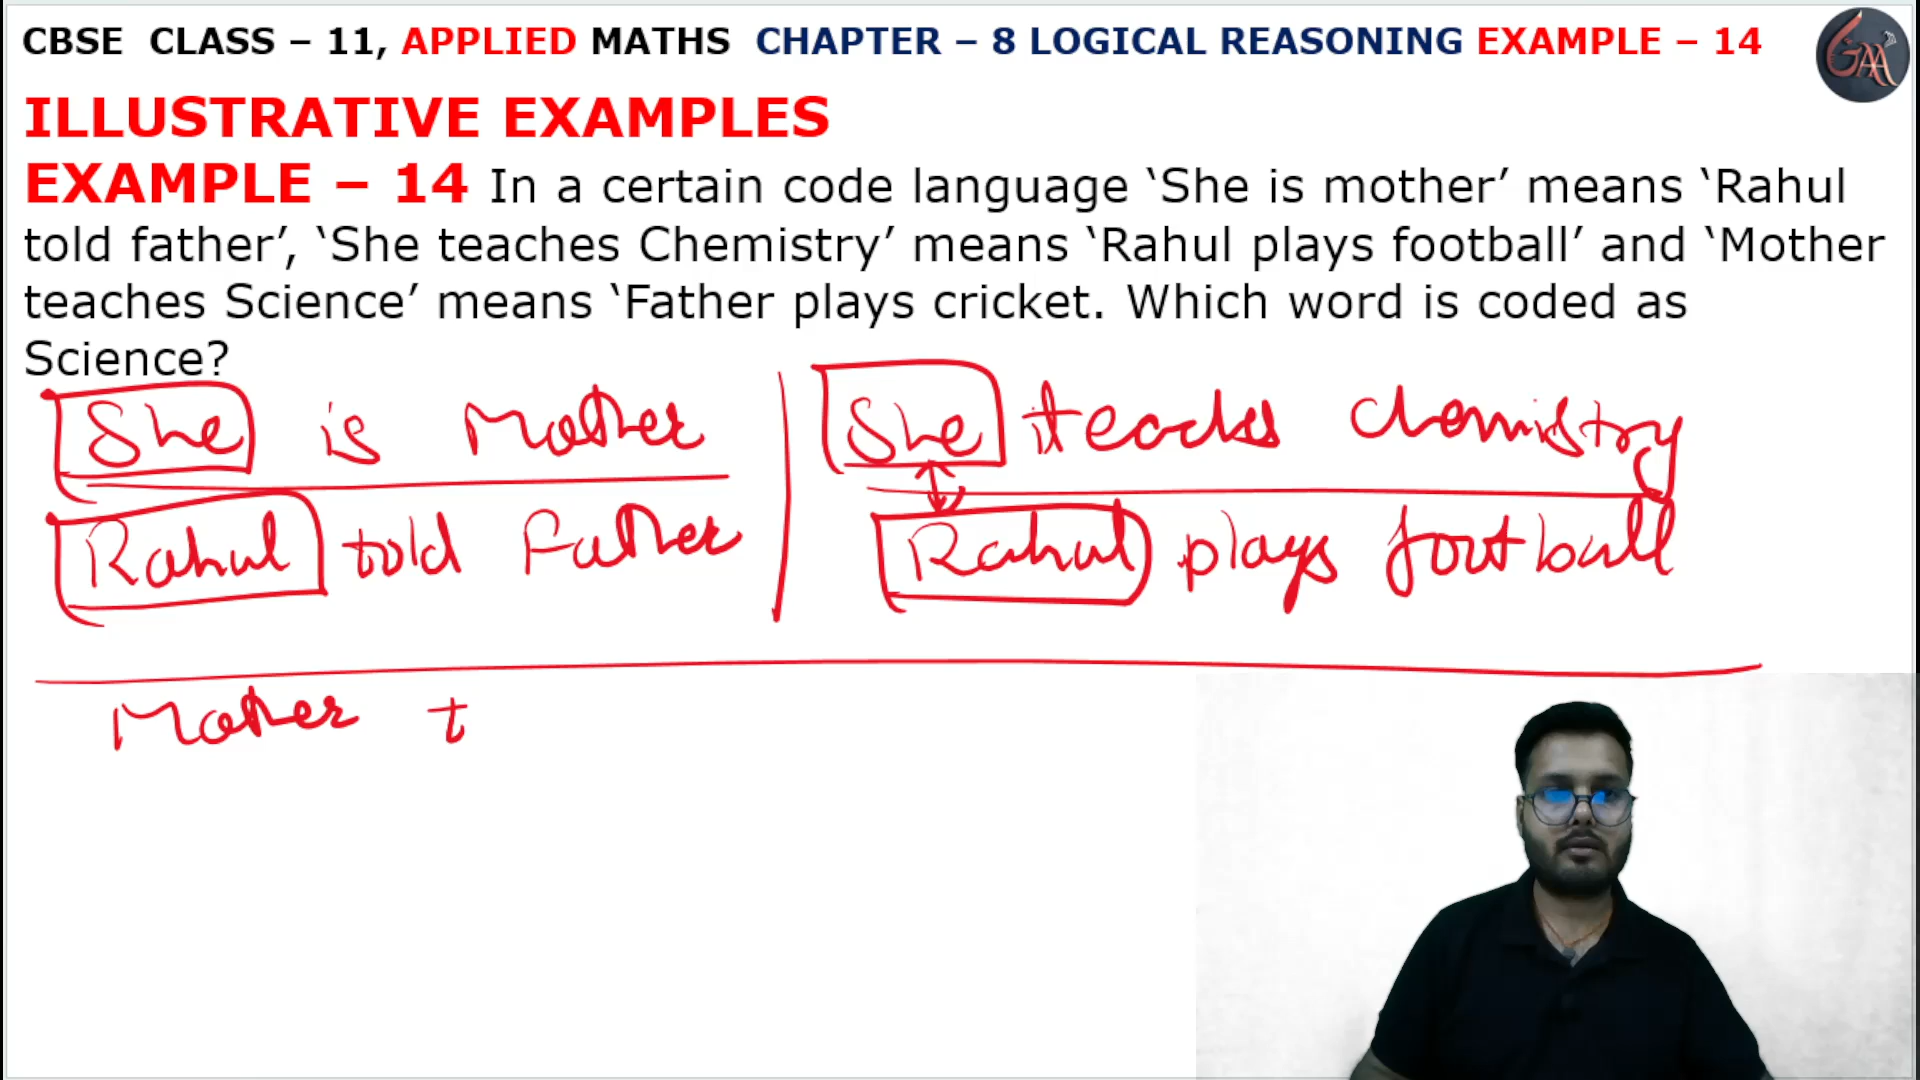 CBSE CLASS – 11, APPLIED MATHS CHAPTER – 8 LOGICAL REASONING EXAMPLE – 14
ILLUSTRATIVE EXAMPLES
EXAMPLE – 14 In a certain code language ‘She is mother’ means ‘Rahul
told father’, ‘She teaches Chemistry’ means ‘Rahul plays football’ and ‘Mother
teaches Science’ means ‘Father plays cricket. Which word is coded as
Science?
She is Mother
Rahul told Father
She teaches chemistry
Rahul plays football
Mother t